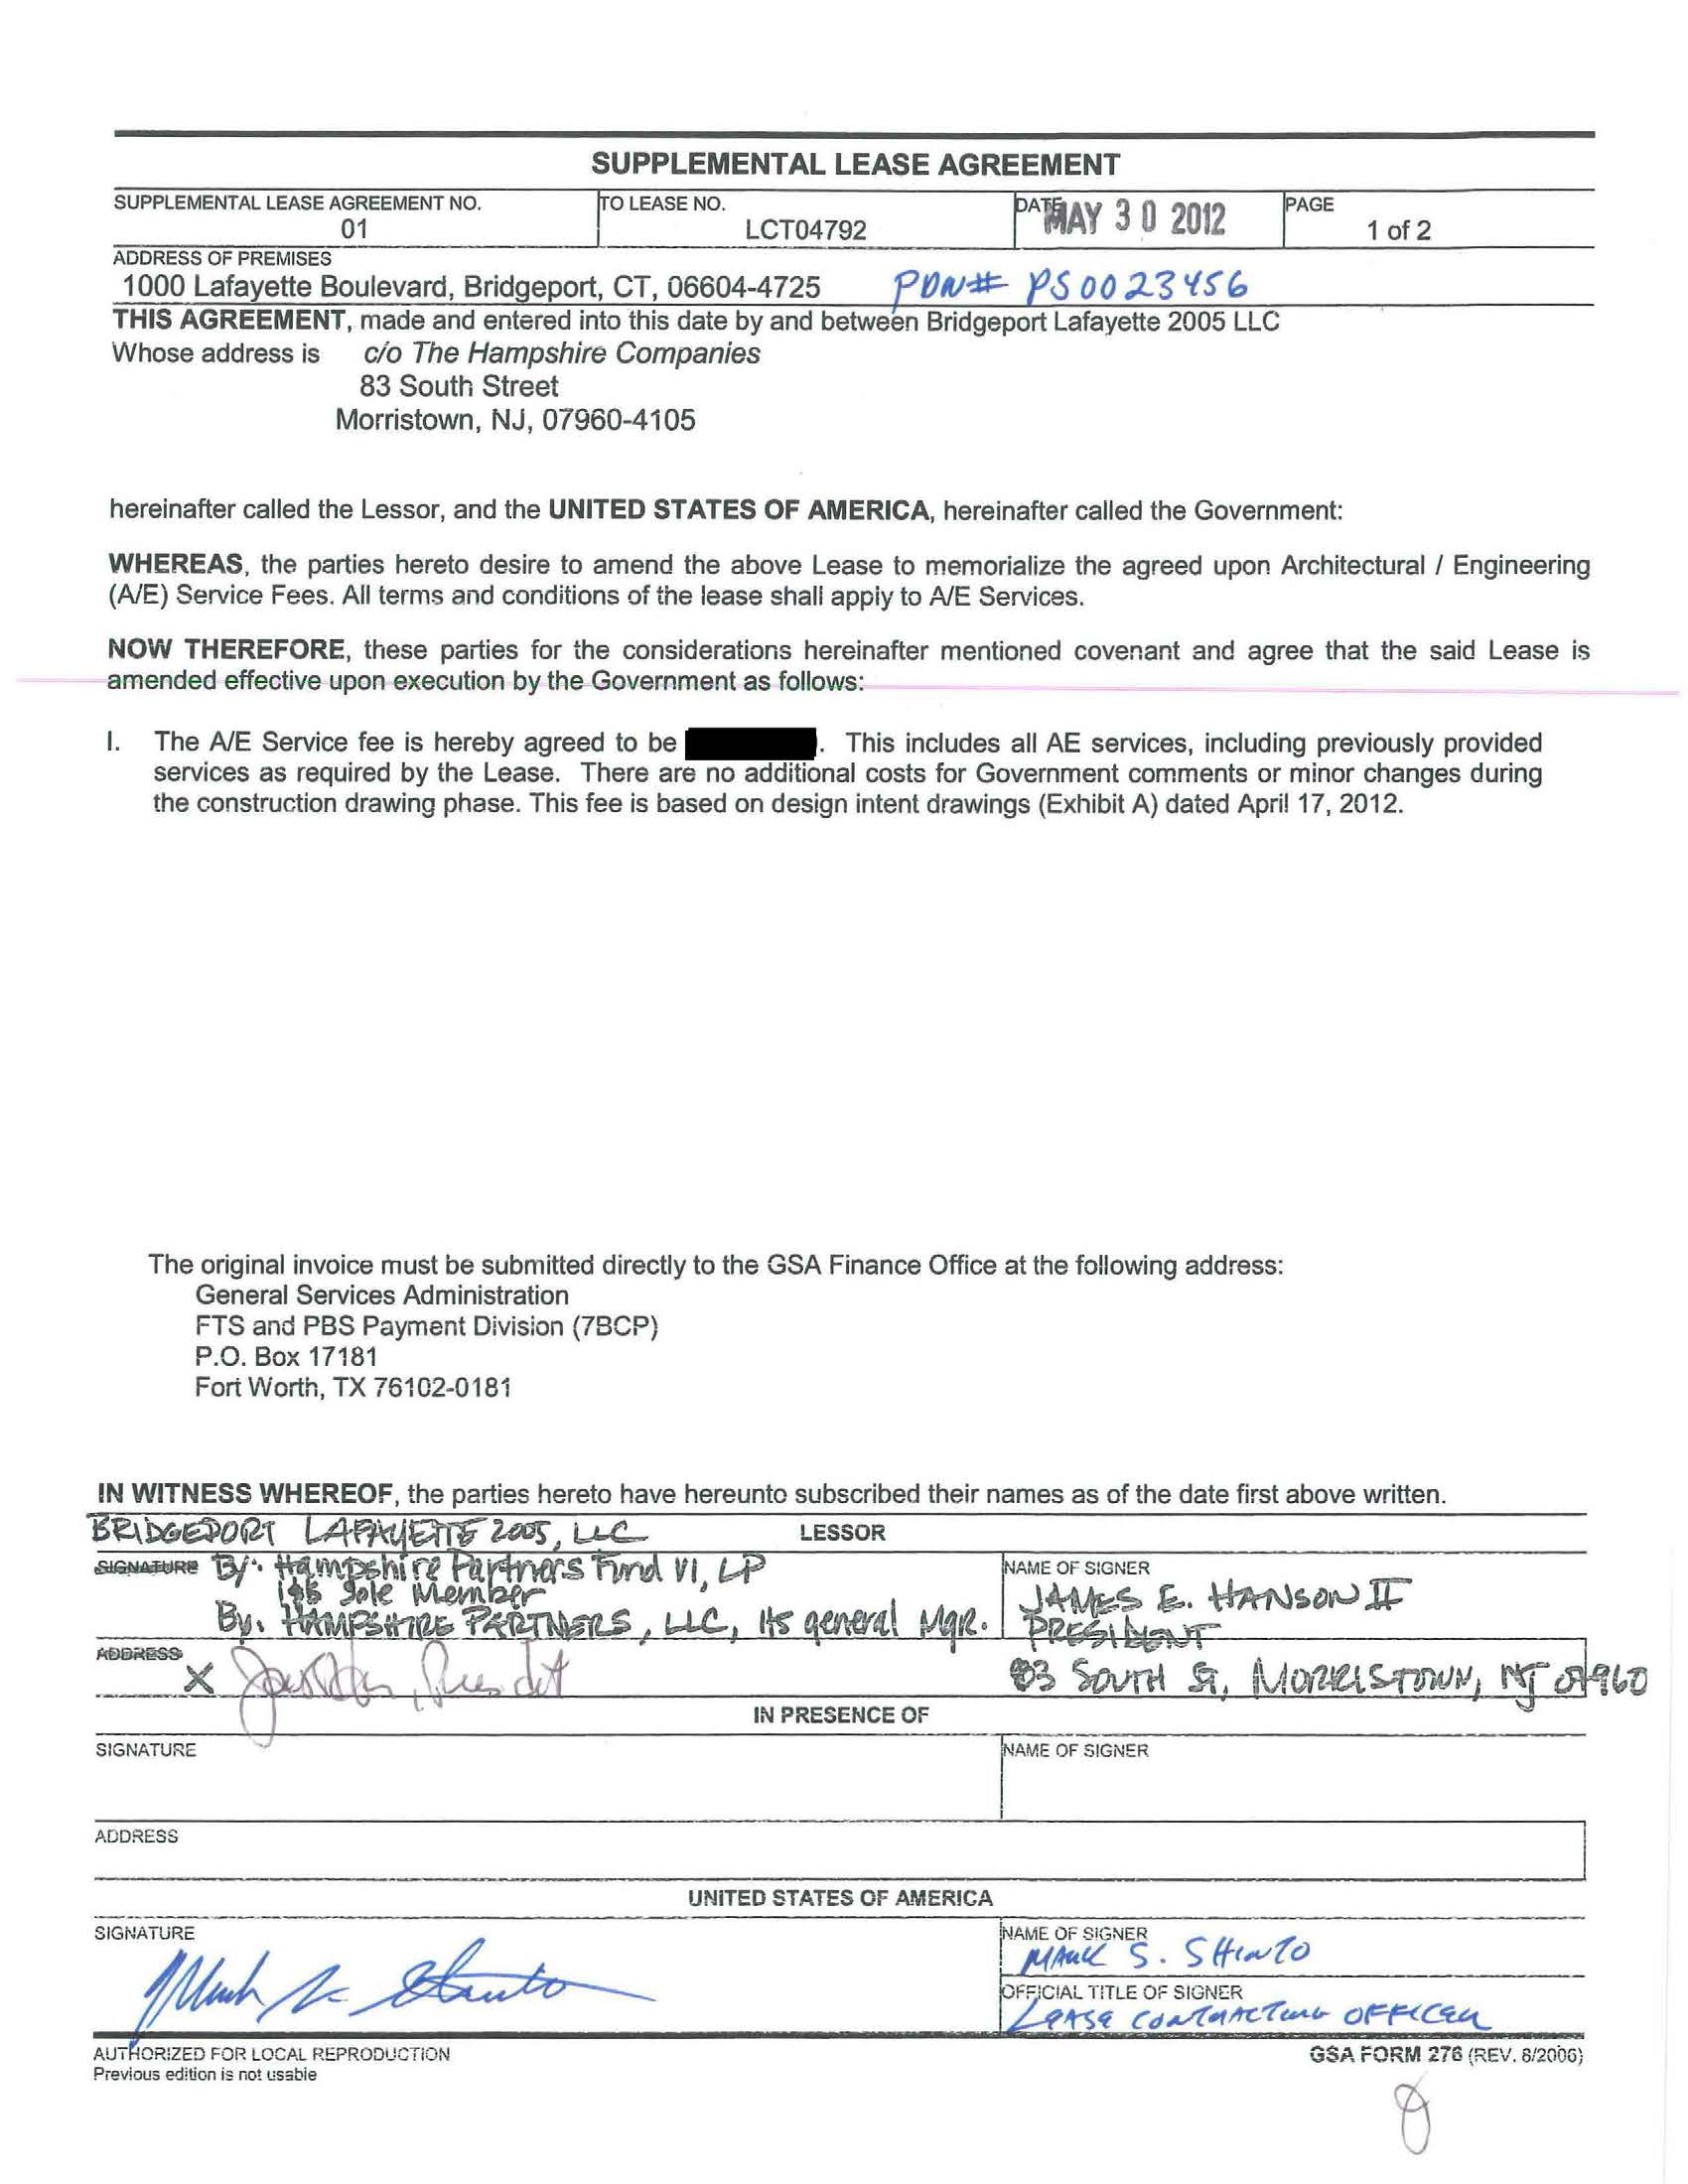 SUPPLEMENTAL LEASE AGREEMENT
SUPPLEMENTAL LEASE AGREEMENT NO.
01
TO LEASE NO.
LCT04792
DATE
MAY 30 2012
PAGE
1 of 2
ADDRESS OF PREMISES
1000 Lafayette Boulevard, Bridgeport, CT, 06604-4725 PDN# PS0023456
THIS AGREEMENT, made and entered into this date by and between Bridgeport Lafayette 2005 LLC
Whose address is c/o The Hampshire Companies
83 South Street
Morristown, NJ, 07960-4105
hereinafter called the Lessor, and the UNITED STATES OF AMERICA, hereinafter called the Government:
WHEREAS, the parties hereto desire to amend the above Lease to memorialize the agreed upon Architectural / Engineering
(A/E) Service Fees. All terms and conditions of the lease shall apply to A/E Services.
NOW THEREFORE, these parties for the considerations hereinafter mentioned covenant and agree that the said Lease is
amended effective upon execution by the Government as follows:
I. The A/E Service fee is hereby agreed to be . This includes all AE services, including previously provided
services as required by the Lease. There are no additional costs for Government comments or minor changes during
the construction drawing phase. This fee is based on design intent drawings (Exhibit A) dated April 17, 2012.
The original invoice must be submitted directly to the GSA Finance Office at the following address:
General Services Administration
FTS and PBS Payment Division (7BCP)
P.O. Box 17181
Fort Worth, TX 76102-0181
IN WITNESS WHEREOF, the parties hereto have hereunto subscribed their names as of the date first above written.
BRIDGEPORT LAFAYETTE 2005, LLC
LESSOR
SIGNATURE By: Hampshire Partners Fund VI, LP
its Sole Member
By: HAMPSHIRE PARTNERS, LLC, its general Mgr.
NAME OF SIGNER
JAMES E. HANSON II
PRESIDENT
ADDRESS
X , President
83 SOUTH St, MORRISTOWN, NJ 07960
IN PRESENCE OF
SIGNATURE
NAME OF SIGNER
ADDRESS
UNITED STATES OF AMERICA
SIGNATURE
Mark S. Shinto
NAME OF SIGNER
MARK S. SHINTO
OFFICIAL TITLE OF SIGNER
LEASE CONTRACTING OFFICER
AUTHORIZED FOR LOCAL REPRODUCTION
Previous edition is not usable
GSA FORM 276 (REV. 8/2006)